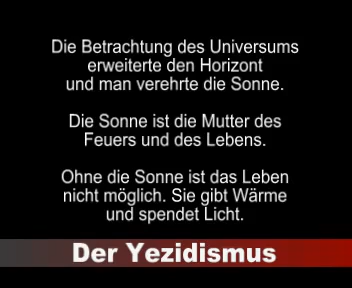 Die Betrachtung des Universums
erweiterte den Horizont
und man verehrte die Sonne.
Die Sonne ist die Mutter des
Feuers und des Lebens.
Ohne die Sonne ist das Leben
nicht möglich. Sie gibt Wärme
und spendet Licht.
Der Yezidismus